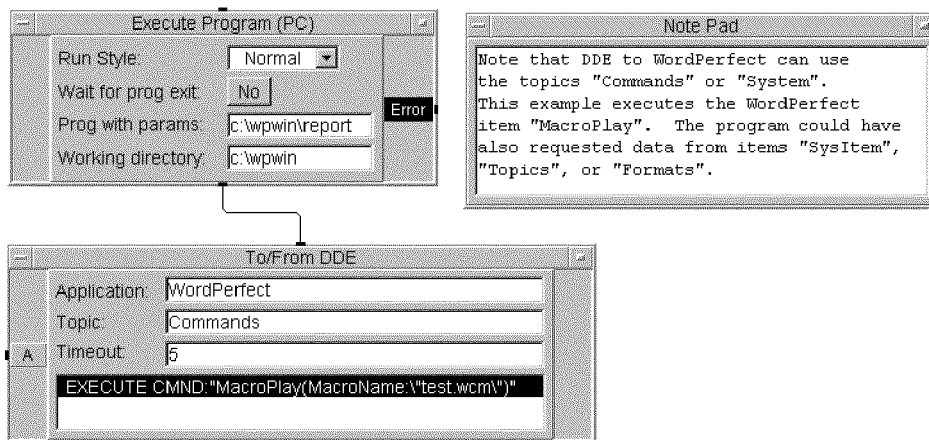 Execute Program (PC)
Run Style: Normal
Wait for prog exit: No
Prog with params: c:\wpwin\report
Working directory: c:\wpwin
Error
Note Pad
Note that DDE to WordPerfect can use
the topics "Commands" or "System".
This example executes the WordPerfect
item "MacroPlay". The program could have
also requested data from items "SysItem",
"Topics", or "Formats".
To/From DDE
Application: WordPerfect
Topic: Commands
Timeout: 5
A
EXECUTE CMND:"MacroPlay(MacroName:\"test.wcm\")"